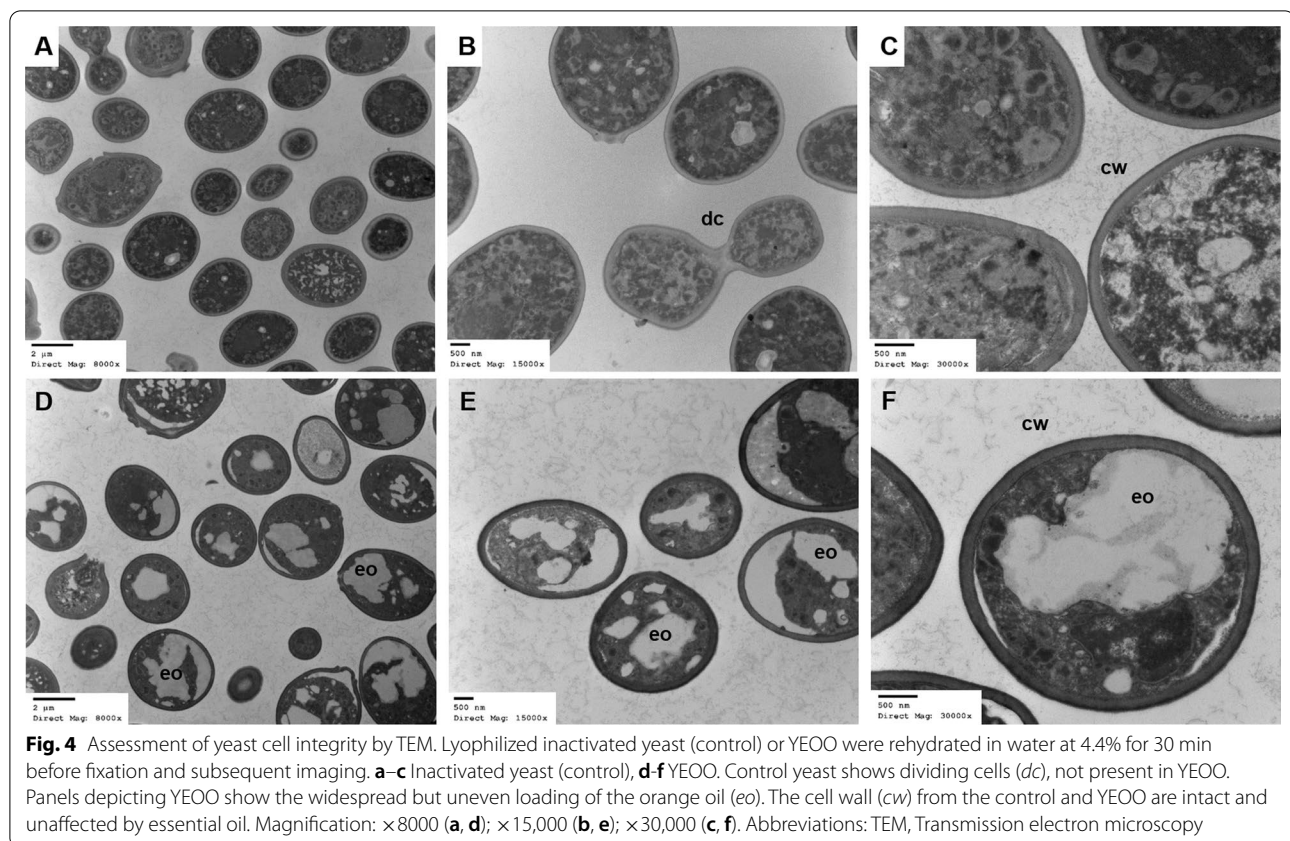 A
B
C
cw
dc
2 µm
Direct Mag: 8000x
500 nm
Direct Mag: 15000x
500 nm
Direct Mag: 30000x
D
E
F
cw
eo
eo
eo
eo
eo
2 µm
Direct Mag: 8000x
500 nm
Direct Mag: 15000x
500 nm
Direct Mag: 30000x
Fig. 4 Assessment of yeast cell integrity by TEM. Lyophilized inactivated yeast (control) or YEOO were rehydrated in water at 4.4% for 30 min
before fixation and subsequent imaging. a–c Inactivated yeast (control), d-f YEOO. Control yeast shows dividing cells (dc), not present in YEOO.
Panels depicting YEOO show the widespread but uneven loading of the orange oil (eo). The cell wall (cw) from the control and YEOO are intact and
unaffected by essential oil. Magnification: ×8000 (a, d); ×15,000 (b, e); ×30,000 (c, f). Abbreviations: TEM, Transmission electron microscopy